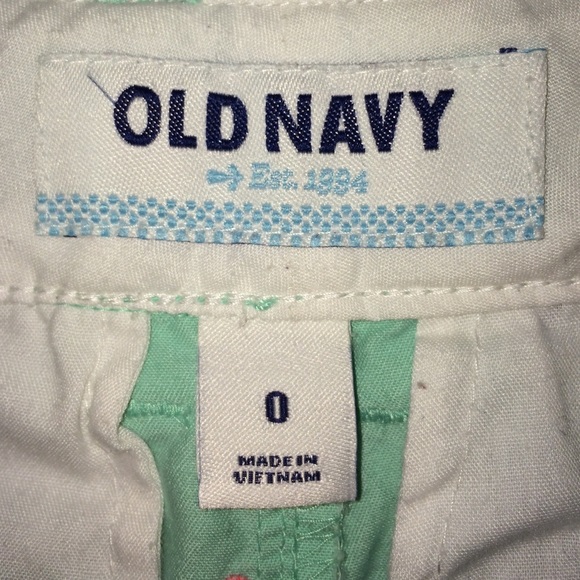 OLD NAVY
Est. 1994
0
MADE IN
VIETNAM